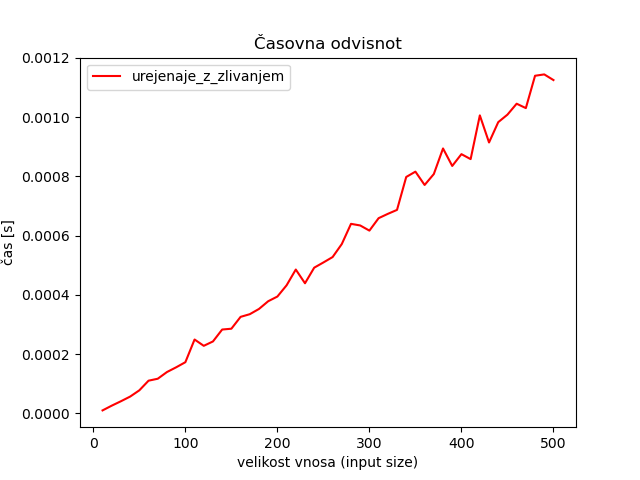 Časovna odvisnot
urejenaje_z_zlivanjem
0.0012
0.0010
0.0008
0.0006
0.0004
0.0002
0.0000
čas [s]
0 100 200 300 400 500
velikost vnosa (input size)